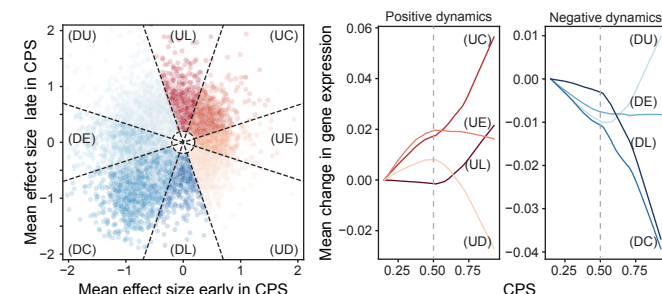 Positive dynamics
Negative dynamics
2
1
0
−1
−2
Mean effect size late in CPS
(DU)
(UL)
(UC)
(DE)
(UE)
(DC)
(DL)
(UD)
−2
−1
0
1
2
Mean effect size early in CPS
0.06
0.04
0.02
0.00
−0.02
Mean change in gene expression
(UC)
(UE)
(UL)
(UD)
0.25
0.50
0.75
0.01
0.00
−0.01
−0.02
−0.03
−0.04
(DU)
(DE)
(DL)
(DC)
0.25
0.50
0.75
CPS